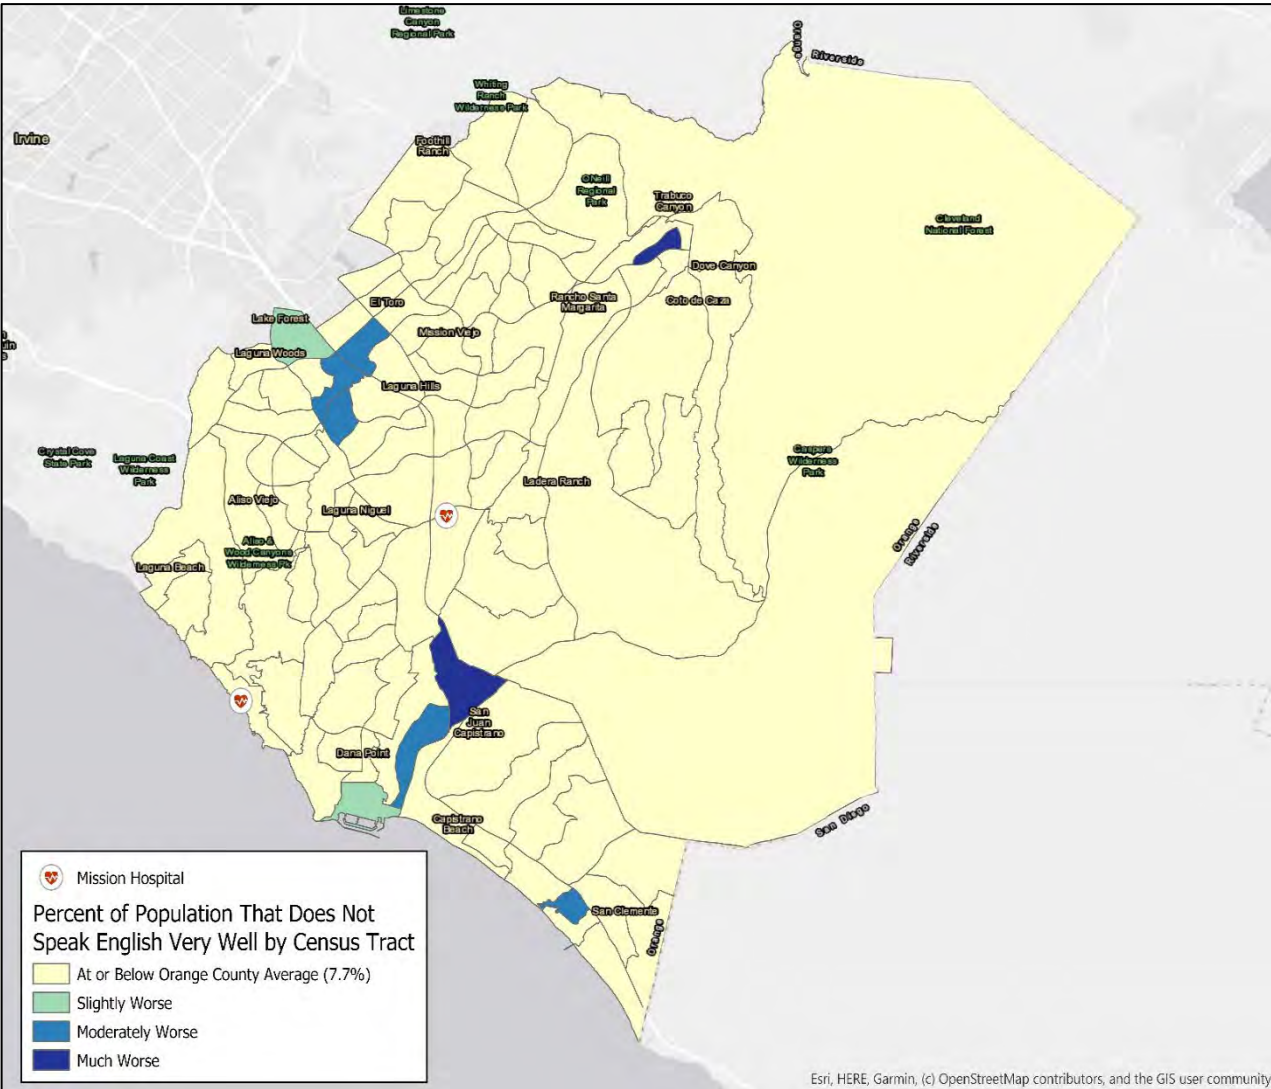 Limestone
Canyon
Regional Park
Orange
Riverside
Whiting
Ranch
Wilderness Park
Irvine
Foothill
Ranch
O'Neill
Regional
Park
Trabuco
Canyon
Cleveland
National Forest
Dove Canyon
Rancho Santa
Margarita
Coto de Caza
El Toro
Lake Forest
Mission Viejo
Laguna Woods
Laguna Hills
Crystal Cove
State Park
Laguna Coast
Wilderness
Park
Caspers
Wilderness
Park
Ladera Ranch
Aliso Viejo
Laguna Niguel
Orange
Riverside
Aliso &
Wood Canyons
Wilderness Pk
Laguna Beach
San
Juan
Capistrano
Dana Point
Capistrano
Beach
San Diego
San Clemente
Orange
Mission Hospital
Percent of Population That Does Not
Speak English Very Well by Census Tract
At or Below Orange County Average (7.7%)
Slightly Worse
Moderately Worse
Much Worse
Esri, HERE, Garmin, (c) OpenStreetMap contributors, and the GIS user community